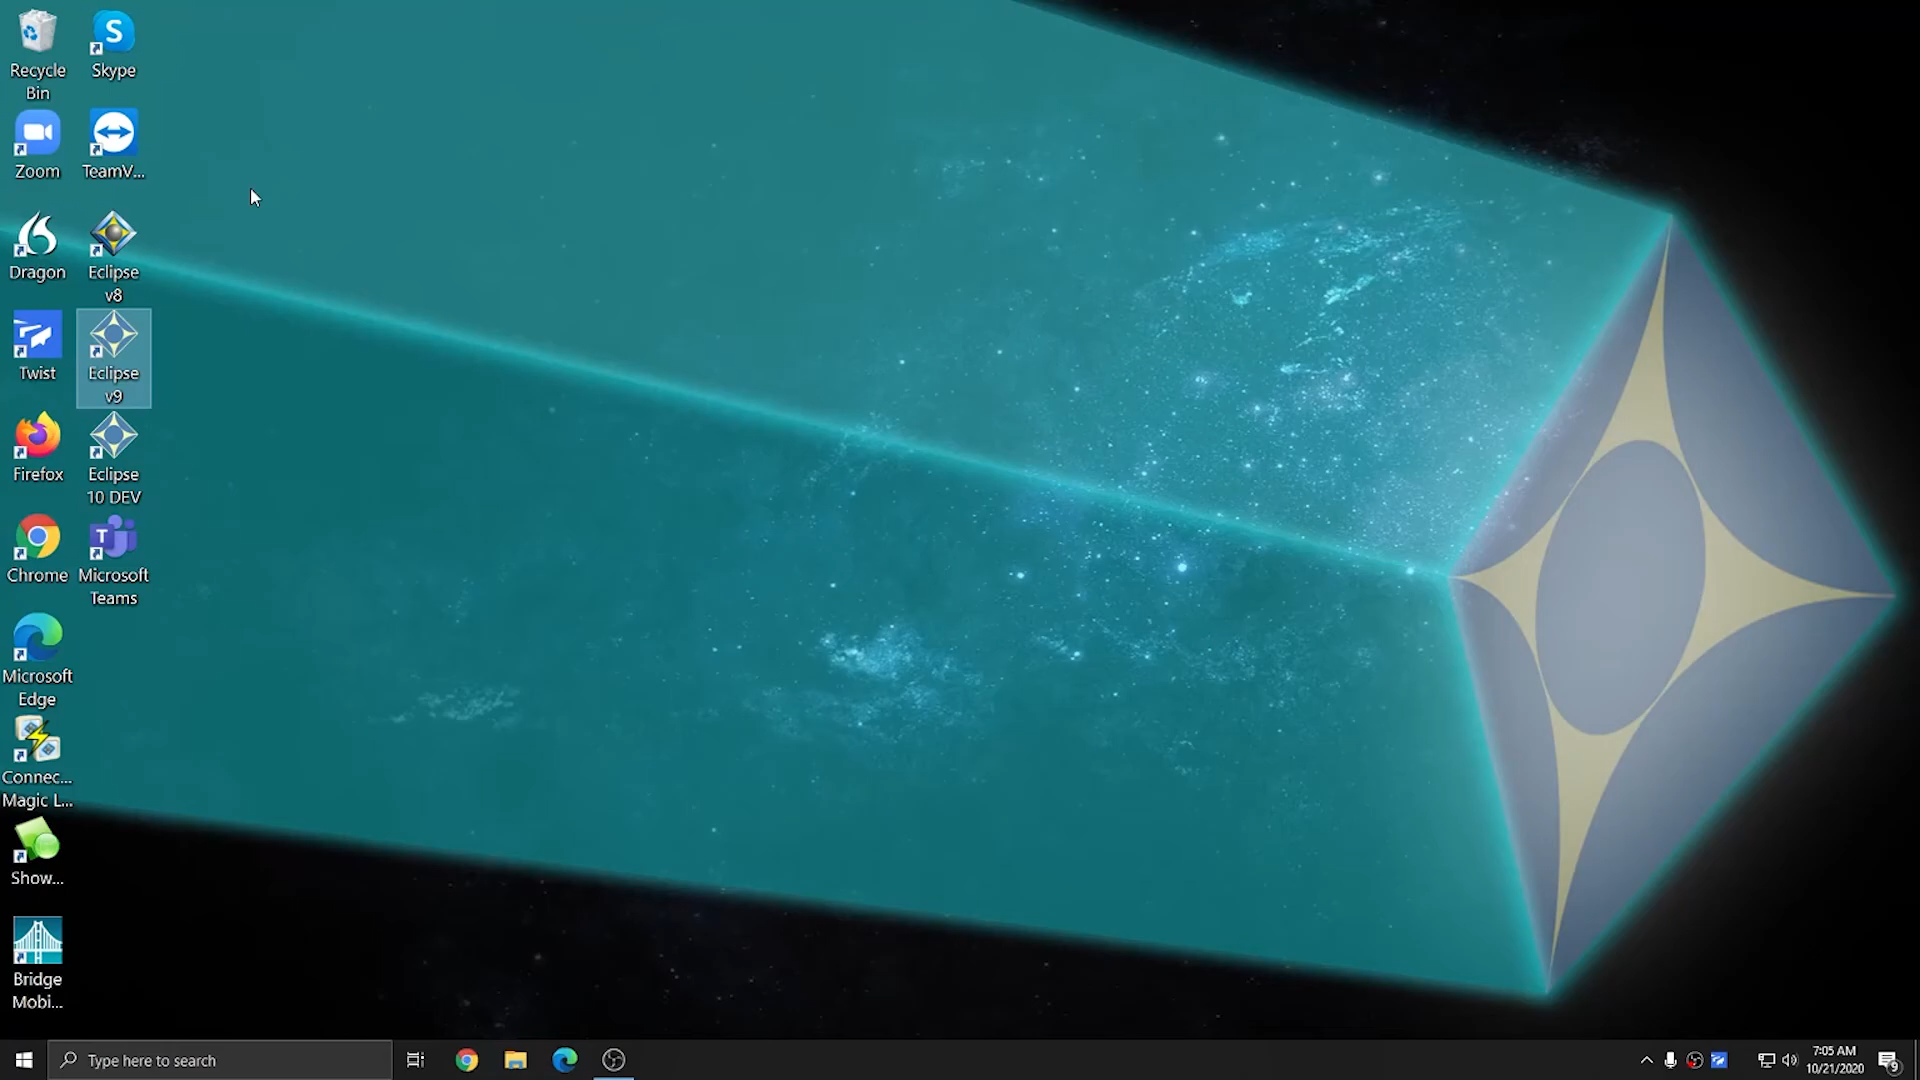 Recycle
Bin
Skype
Zoom
TeamV...
Dragon
Eclipse
v8
Twist
Eclipse
v9
Firefox
Eclipse
10 DEV
Chrome
Microsoft
Teams
Microsoft
Edge
Connec...
Magic L...
Show...
Bridge
Mobi...
Type here to search
7:05 AM
10/21/2020
9